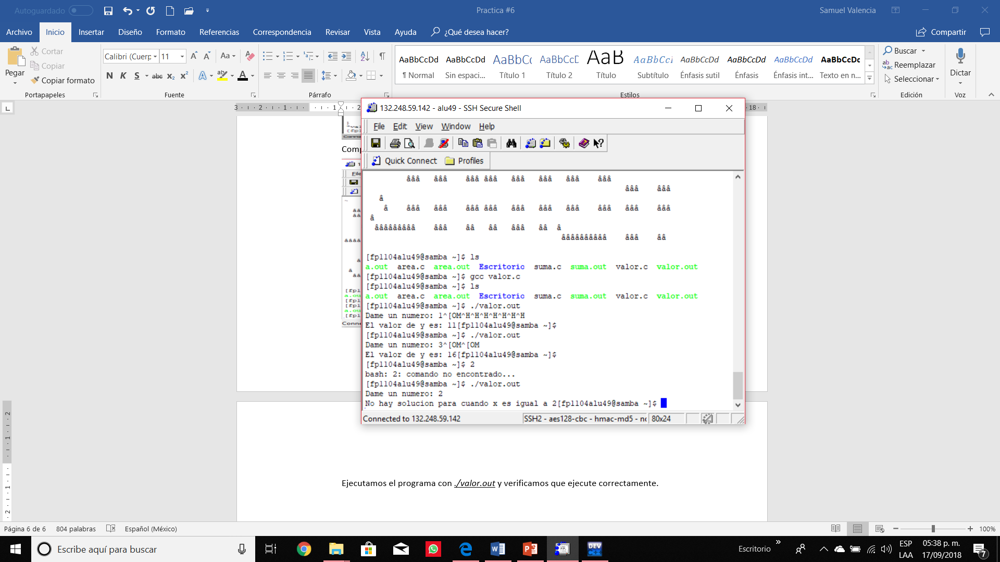 Autoguardado
Practica #6
Samuel Valencia
Archivo Inicio Insertar Diseño Formato Referencias Correspondencia Revisar Vista Ayuda ¿Qué desea hacer? Compartir
Pegar
Cortar
Copiar
Copiar formato
Portapapeles
Calibri (Cuerp 11
Fuente
Párrafo
AaBbCcDd AaBbCcDd AaBbCc AaBbCcD AaB AaBbCcI AaBbCcDd AaBbCcDd AaBbCcDd AaBbCcDc
¶ Normal Sin espaci... Título 1 Título 2 Título Subtítulo Énfasis sutil Énfasis Énfasis int... Texto en n...
Estilos
Buscar
Reemplazar
Seleccionar
Edición
Dictar
Voz
132.248.59.142 - alu49 - SSH Secure Shell
File Edit View Window Help
Quick Connect Profiles
âââ âââ âââ âââ âââ âââ âââ âââ
âââ âââ
â
â âââ âââ âââ âââ âââ âââ âââ âââ âââ âââ
â
âââââââââ âââ ââ ââ âââ ââ â
ââââââââââ âââ ââ
[fp1104alu49@samba ~]$ ls
a.out area.c area.out Escritorio suma.c suma.out valor.c valor.out
[fp1104alu49@samba ~]$ gcc valor.c
[fp1104alu49@samba ~]$ ls
a.out area.c area.out Escritorio suma.c suma.out valor.c valor.out
[fp1104alu49@samba ~]$ ./valor.out
Dame un numero: 1^[OM^H^H^H^H^H^H^H
El valor de y es: 11[fp1104alu49@samba ~]$
[fp1104alu49@samba ~]$ ./valor.out
Dame un numero: 3^[OM^[OM
El valor de y es: 16[fp1104alu49@samba ~]$
[fp1104alu49@samba ~]$ 2
bash: 2: comando no encontrado...
[fp1104alu49@samba ~]$ ./valor.out
Dame un numero: 2
No hay solucion para cuando x es igual a 2[fp1104alu49@samba ~]$
Connected to 132.248.59.142 SSH2 - aes128-cbc - hmac-md5 - 80x24
Ejecutamos el programa con ./valor.out y verificamos que ejecute correctamente.
Página 6 de 6 804 palabras Español (México) 100%
Escribe aquí para buscar
Escritorio
ESP
LAA
05:38 p. m.
17/09/2018
7